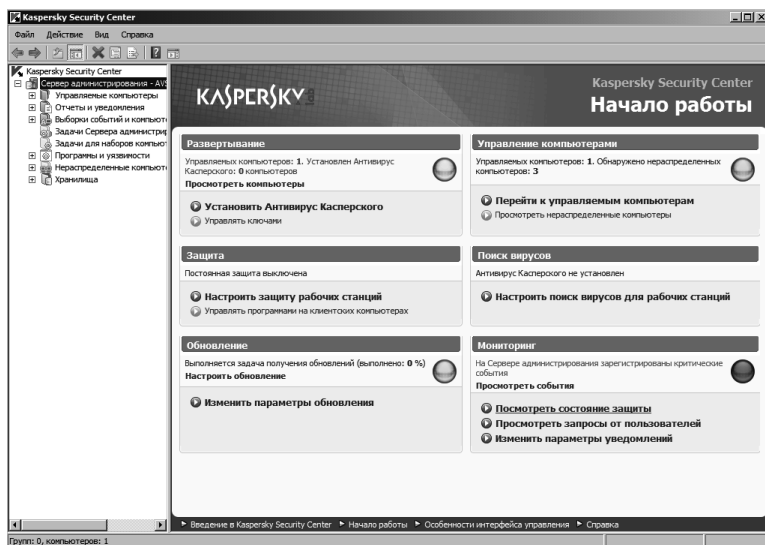 Kaspersky Security Center
Файл Действие Вид Справка
Kaspersky Security Center
Сервер администрирования - AVS
Управляемые компьютеры
Отчеты и уведомления
Выборки событий и компьюте
Задачи Сервера администрир
Задачи для наборов компьют
Программы и уязвимости
Нераспределенные компьюте
Хранилища
KASPERSKY
Kaspersky Security Center
Начало работы
Развертывание
Управляемых компьютеров: 1. Установлен Антивирус
Касперского: 0 компьютеров
Просмотреть компьютеры
Установить Антивирус Касперского
Управлять ключами
Управление компьютерами
Управляемых компьютеров: 1. Обнаружено нераспределенных
компьютеров: 3
Перейти к управляемым компьютерам
Просмотреть нераспределенные компьютеры
Защита
Постоянная защита выключена
Настроить защиту рабочих станций
Управлять программами на клиентских компьютерах
Поиск вирусов
Антивирус Касперского не установлен
Настроить поиск вирусов для рабочих станций
Обновление
Выполняется задача получения обновлений (выполнено: 0 %)
Настроить обновление
Изменить параметры обновления
Мониторинг
На Сервере администрирования зарегистрированы критические
события
Просмотреть события
Посмотреть состояние защиты
Просмотреть запросы от пользователей
Изменить параметры уведомлений
Введение в Kaspersky Security Center Начало работы Особенности интерфейса управления Справка
Групп: 0, компьютеров: 1